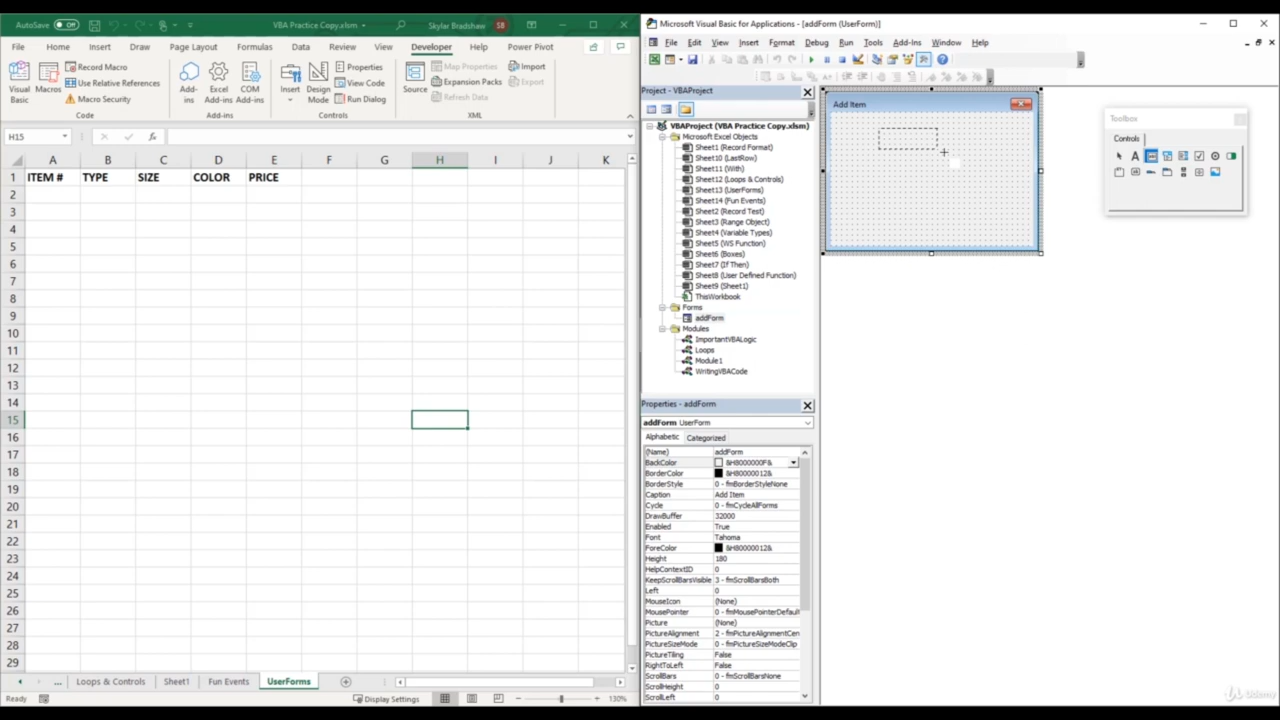 AutoSave Off
VBA Practice Copy.xlsm
Skylar Bradshaw SB
File Home Insert Draw Page Layout Formulas Data Review View Developer Help Power Pivot
Visual Basic
Macros
Record Macro
Use Relative References
Macro Security
Code
Add-ins
Excel Add-ins
COM Add-ins
Add-ins
Insert
Design Mode
Properties
View Code
Run Dialog
Controls
Source
Map Properties
Expansion Packs
Refresh Data
Import
Export
XML
H15
fx
A B C D E F G H I J K
ITEM # TYPE SIZE COLOR PRICE
2
3
4
5
6
7
8
9
10
11
12
13
14
15
16
17
18
19
20
21
22
23
24
25
26
27
28
29
... Loops & Controls Sheet1 Fun Events UserForms
Ready Display Settings 130%
Microsoft Visual Basic for Applications - [addForm (UserForm)]
File Edit View Insert Format Debug Run Tools Add-Ins Window Help
Project - VBAProject
VBAProject (VBA Practice Copy.xlsm)
Microsoft Excel Objects
Sheet1 (Record Format)
Sheet10 (LastRow)
Sheet11 (With)
Sheet12 (Loops & Controls)
Sheet13 (UserForms)
Sheet14 (Fun Events)
Sheet2 (Record Test)
Sheet3 (Range Object)
Sheet4 (Variable Types)
Sheet5 (WS Function)
Sheet6 (Boxes)
Sheet7 (If Then)
Sheet8 (User Defined Function)
Sheet9 (Sheet1)
ThisWorkbook
Forms
addForm
Modules
ImportantVBALogic
Loops
Module1
WritingVBACode
Properties - addForm
addForm UserForm
Alphabetic Categorized
(Name) addForm
BackColor &H8000000F&
BorderColor &H80000012&
BorderStyle 0 - fmBorderStyleNone
Caption Add Item
Cycle 0 - fmCycleAllForms
DrawBuffer 32000
Enabled True
Font Tahoma
ForeColor &H80000012&
Height 180
HelpContextID 0
KeepScrollBarsVisible 3 - fmScrollBarsBoth
Left 0
MouseIcon (None)
MousePointer 0 - fmMousePointerDefault
Picture (None)
PictureAlignment 2 - fmPictureAlignmentCen
PictureSizeMode 0 - fmPictureSizeModeClip
PictureTiling False
RightToLeft False
ScrollBars 0 - fmScrollBarsNone
ScrollHeight 0
ScrollLeft 0
Add Item
Toolbox
Controls
A
Udemy